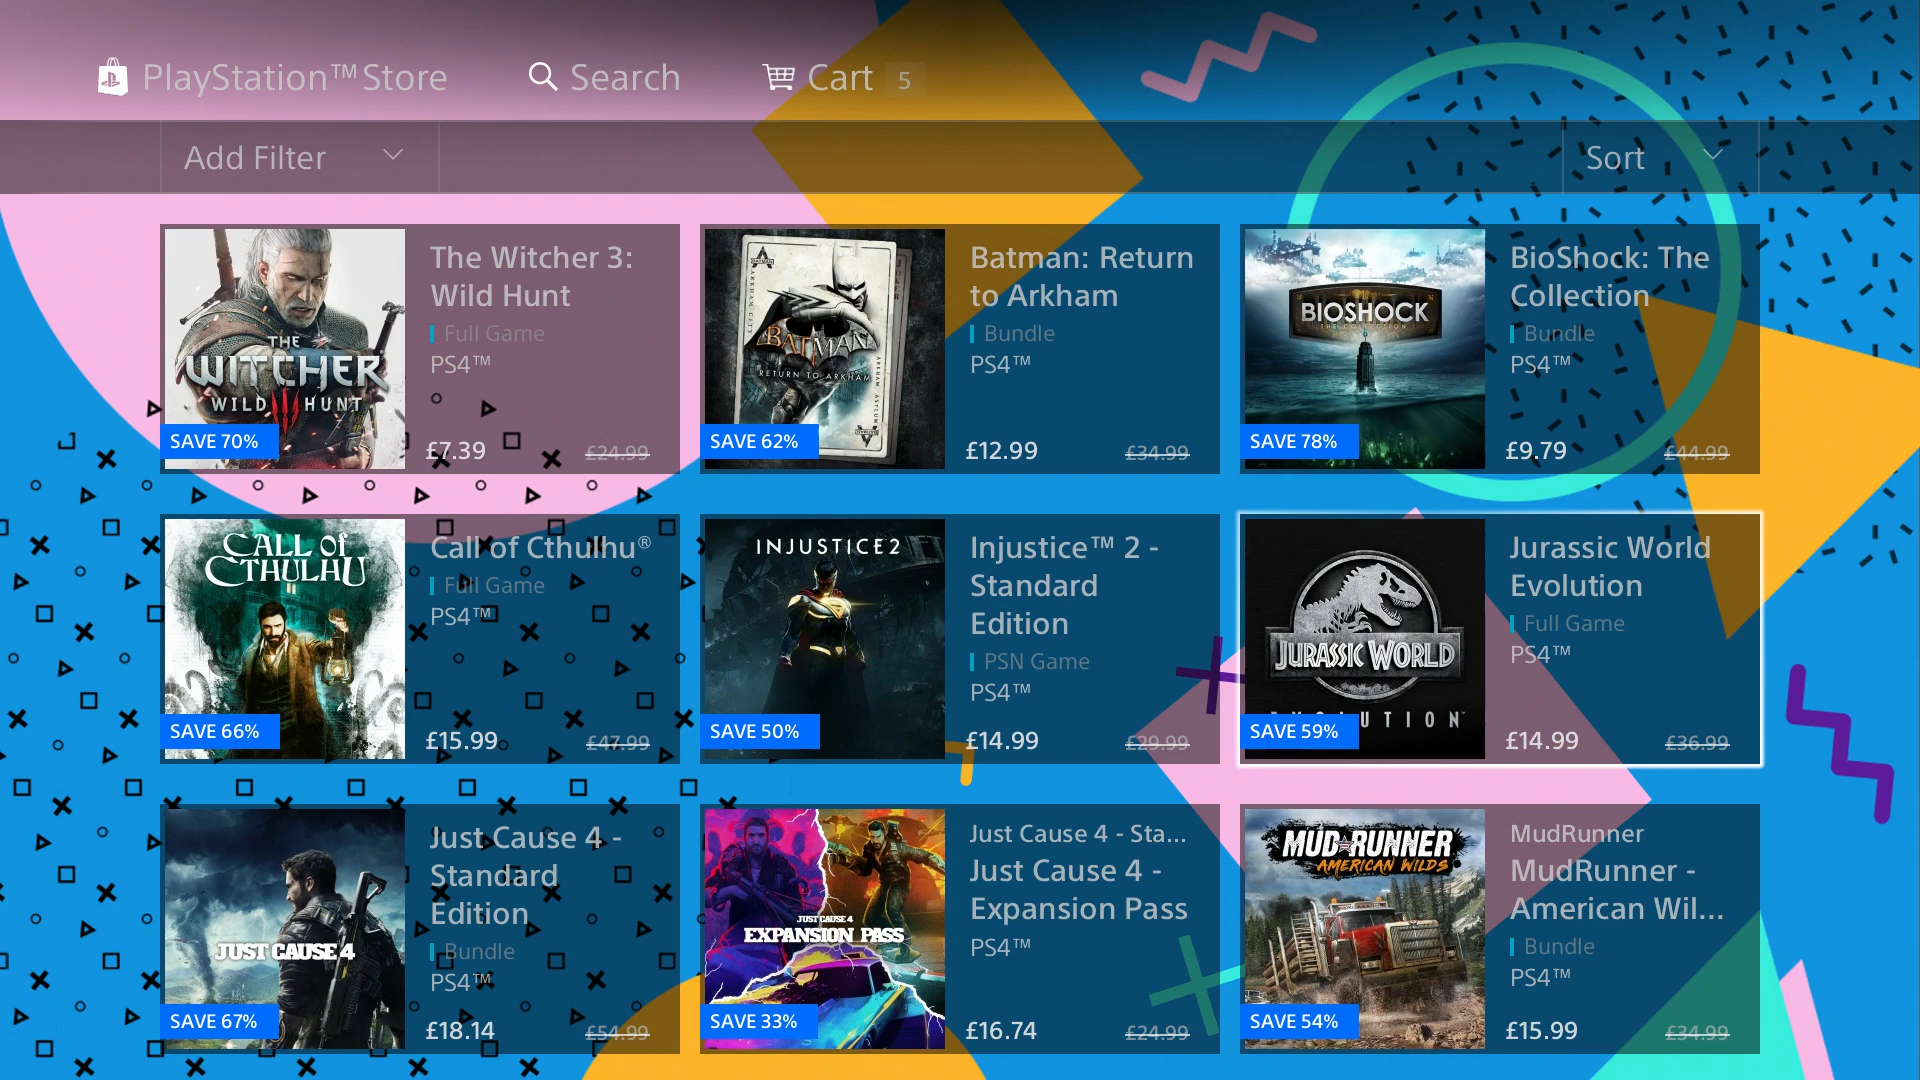 PlayStation™Store
Search
Cart 5
Add Filter
Sort
THE
WITCHER
WILD HUNT
SAVE 70%
The Witcher 3:
Wild Hunt
Full Game
PS4™
£7.39 £24.99
ARKHAM CITY
BATMAN
RETURN TO ARKHAM
ARKHAM ASYLUM
SAVE 62%
Batman: Return
to Arkham
Bundle
PS4™
£12.99 £34.99
BIOSHOCK
THE COLLECTION
SAVE 78%
BioShock: The
Collection
Bundle
PS4™
£9.79 £44.99
CALL of
CTHULHU
SAVE 66%
Call of Cthulhu®
Full Game
PS4™
£15.99 £47.99
INJUSTICE 2
SAVE 50%
Injustice™ 2 -
Standard
Edition
PSN Game
PS4™
£14.99 £29.99
JURASSIC WORLD
SAVE 59%
Jurassic World
Evolution
Full Game
PS4™
£14.99 £36.99
JUST CAUSE 4
SAVE 67%
Just Cause 4 -
Standard
Edition
Bundle
PS4™
£18.14 £54.99
JUST CAUSE 4
EXPANSION PASS
SAVE 33%
Just Cause 4 - Sta...
Just Cause 4 -
Expansion Pass
PS4™
£16.74 £24.99
MUDRUNNER
AMERICAN WILDS
SAVE 54%
MudRunner
MudRunner -
American Wil...
Bundle
PS4™
£15.99 £34.99